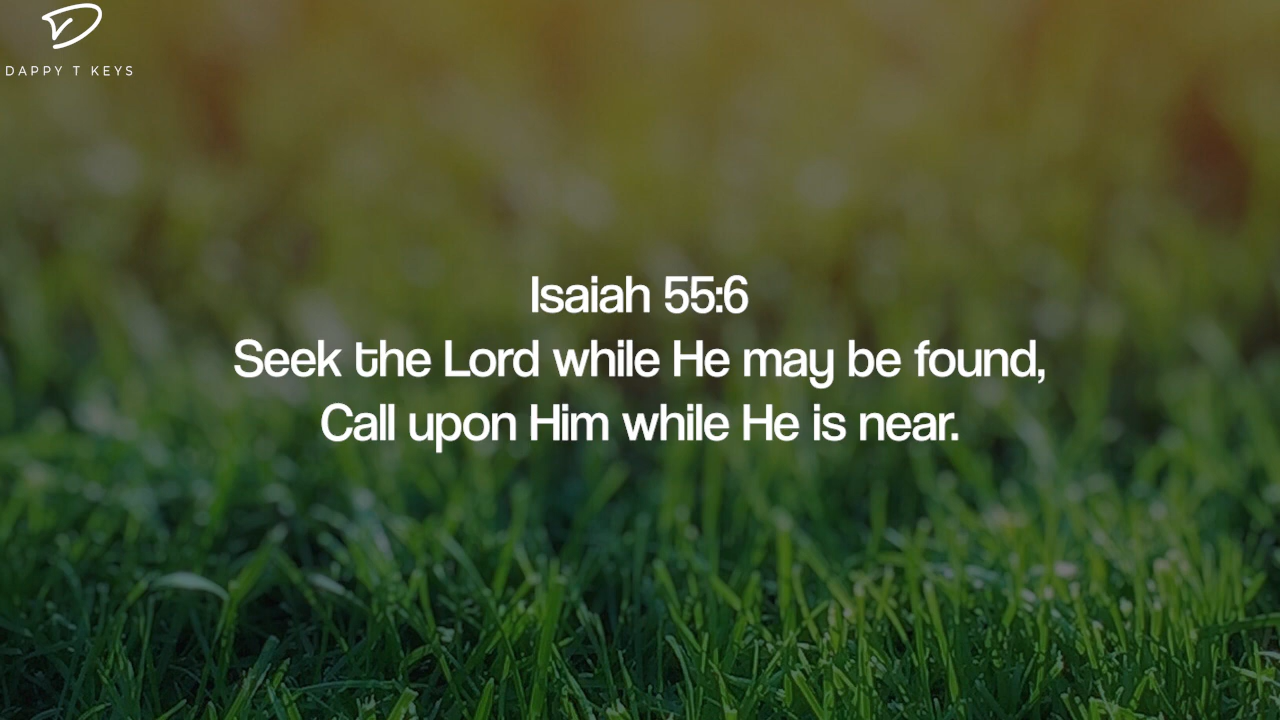 DAPPY T KEYS
Isaiah 55:6
Seek the Lord while He may be found,
Call upon Him while He is near.